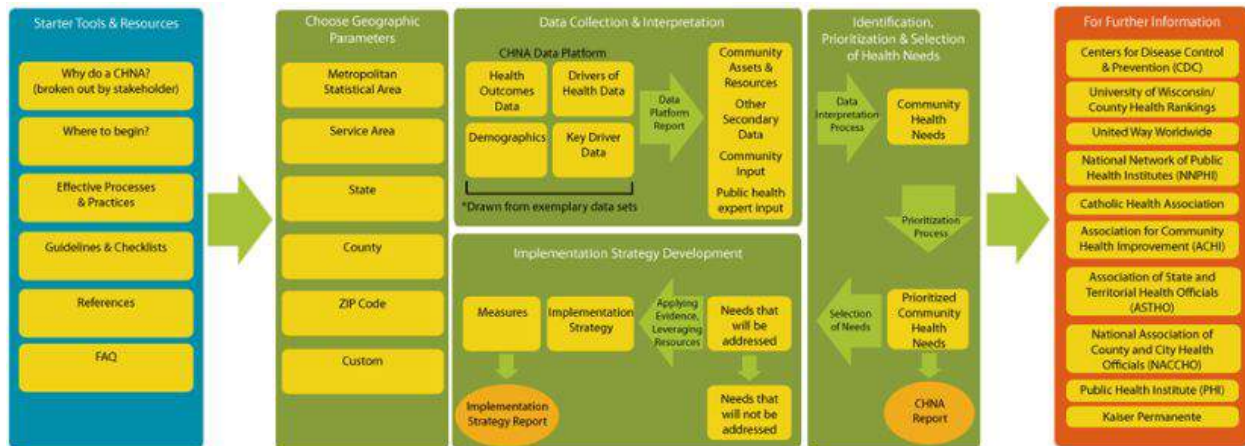 Starter Tools & Resources
Why do a CHNA?
(broken out by stakeholder)
Where to begin?
Effective Processes
& Practices
Guidelines & Checklists
References
FAQ
Choose Geographic
Parameters
Metropolitan
Statistical Area
Service Area
State
County
ZIP Code
Custom
Data Collection & Interpretation
CHNA Data Platform
Health
Outcomes
Data
Drivers of
Health Data
Demographics
Key Driver
Data
*Drawn from exemplary data sets
Data
Platform
Report
Community
Assets &
Resources
Other
Secondary
Data
Community
Input
Public health
expert input
Identification,
Prioritization & Selection
of Health Needs
Data
Interpretation
Process
Community
Health
Needs
Prioritization
Process
Prioritized
Community
Health
Needs
Selection
of Needs
CHNA
Report
Implementation Strategy Development
Measures
Implementation
Strategy
Applying
Evidence,
Leveraging
Resources
Needs that
will be
addressed
Needs that
will not be
addressed
Implementation
Strategy Report
For Further Information
Centers for Disease Control
& Prevention (CDC)
University of Wisconsin/
County Health Rankings
United Way Worldwide
National Network of Public
Health Institutes (NNPHI)
Catholic Health Association
Association for Community
Health Improvement (ACHI)
Association of State and
Territorial Health Officials
(ASTHO)
National Association of
County and City Health
Officials (NACCHO)
Public Health Institute (PHI)
Kaiser Permanente